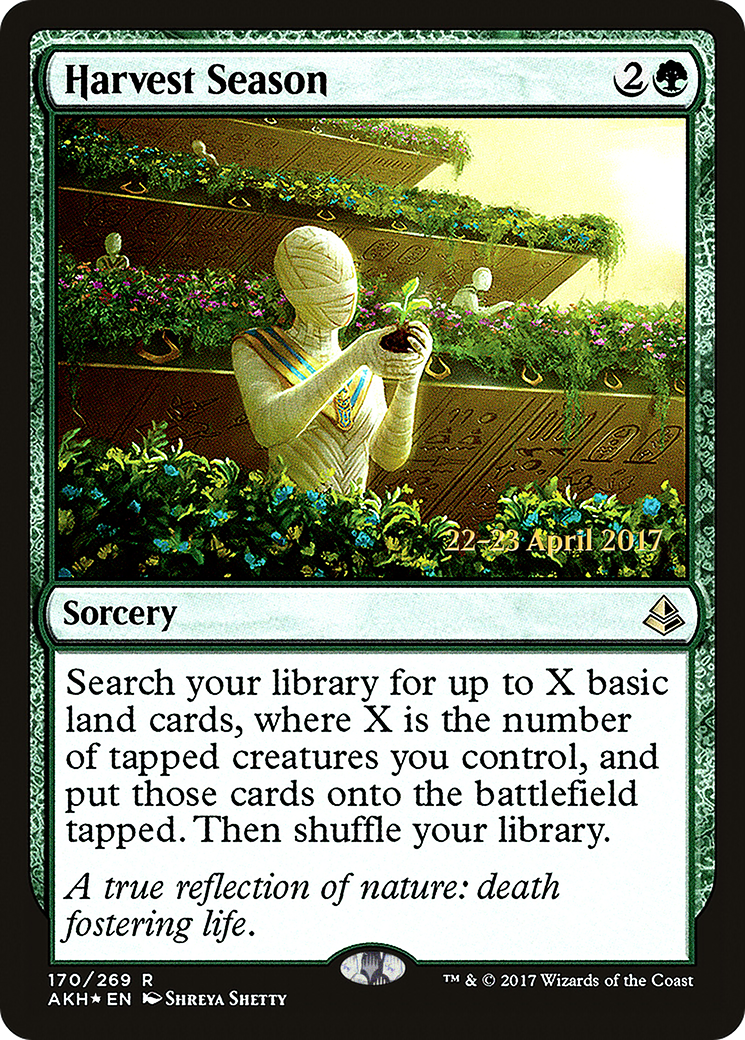 Harvest Season 2
22–23 April 2017
Sorcery
Search your library for up to X basic
land cards, where X is the number
of tapped creatures you control, and
put those cards onto the battlefield
tapped. Then shuffle your library.
A true reflection of nature: death
fostering life.
170/269 R
™ & © 2017 Wizards of the Coast
AKH★EN Shreya Shetty